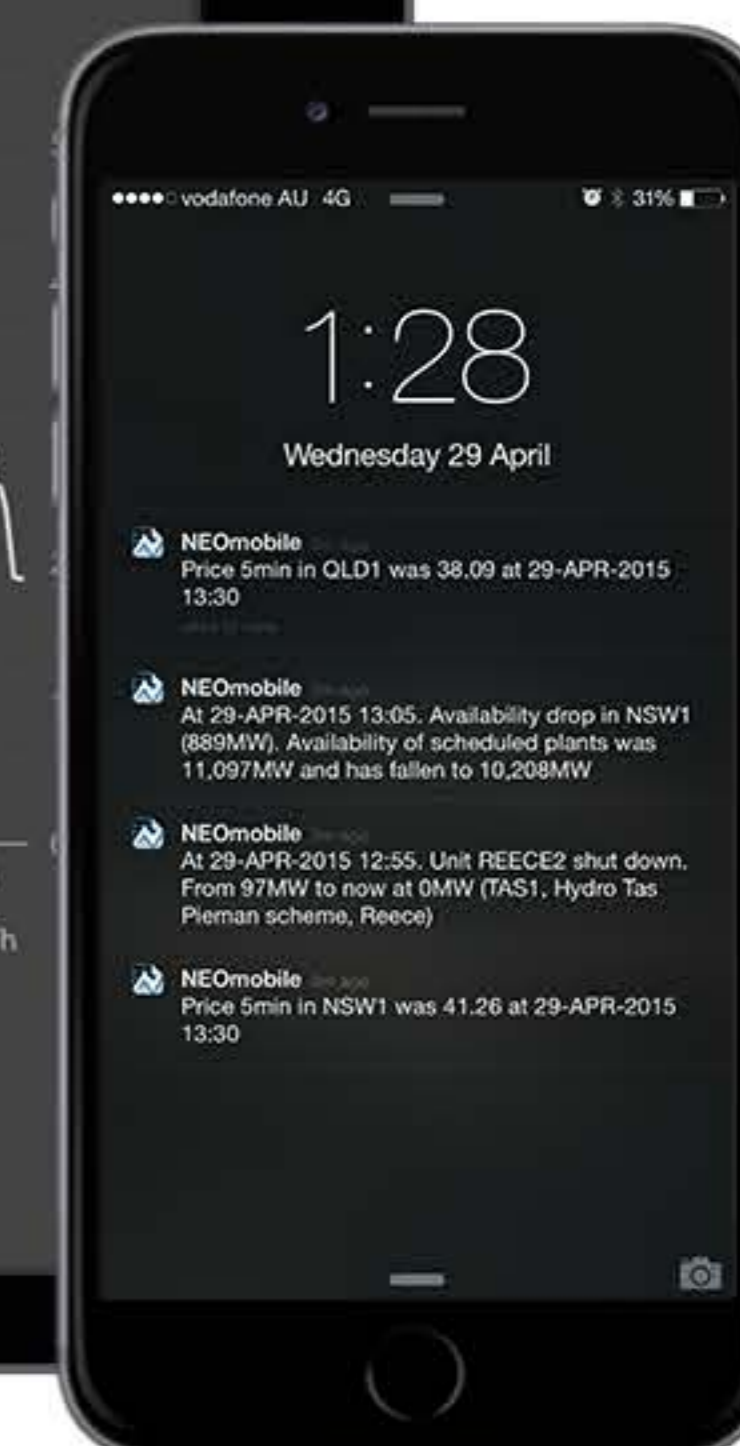 vodafone AU 4G 31%
1:28
Wednesday 29 April
NEOmobile
Price 5min in QLD1 was 38.09 at 29-APR-2015
13:30
NEOmobile
At 29-APR-2015 13:05. Availability drop in NSW1
(889MW). Availability of scheduled plants was
11,097MW and has fallen to 10,208MW
NEOmobile
At 29-APR-2015 12:55. Unit REECE2 shut down.
From 97MW to now at 0MW (TAS1, Hydro Tas
Pieman scheme, Reece)
NEOmobile
Price 5min in NSW1 was 41.26 at 29-APR-2015
13:30
h